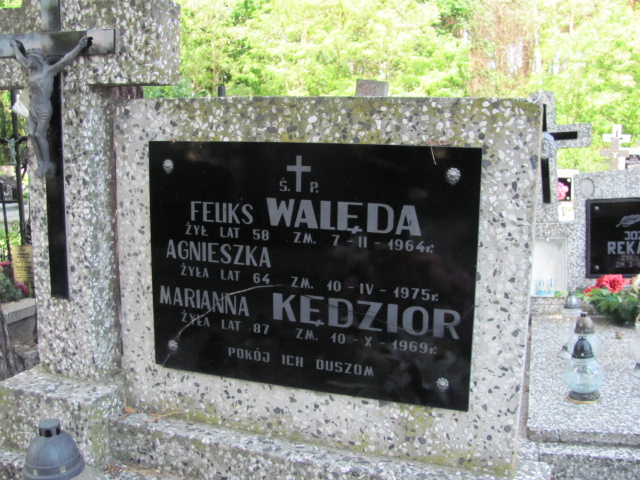 Ś. P.
FELIKS WALĘDA
ŻYŁ LAT 58 ZM. 7-II-1964r.
AGNIESZKA
ŻYŁA LAT 64 ZM. 10-IV-1975r.
MARIANNA KĘDZIOR
ŻYŁA LAT 87 ZM. 10-X-1969r.
POKÓJ ICH DUSZOM